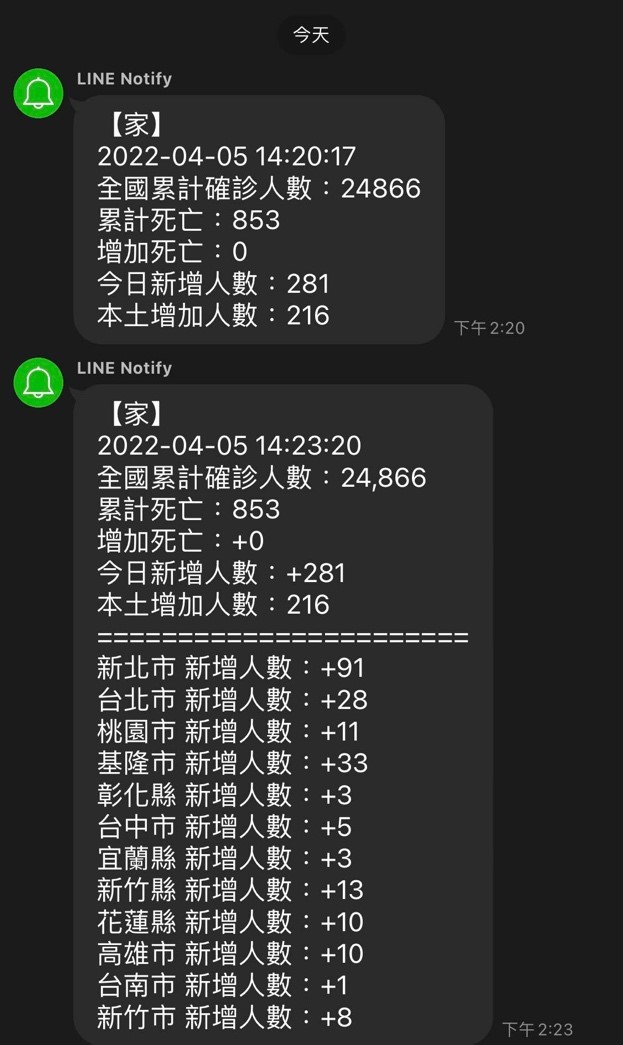 今天
LINE Notify
【家】
2022-04-05 14:20:17
全國累計確診人數：24866
累計死亡：853
增加死亡：0
今日新增人數：281
本土增加人數：216
下午2:20
LINE Notify
【家】
2022-04-05 14:23:20
全國累計確診人數：24,866
累計死亡：853
增加死亡：+0
今日新增人數：+281
本土增加人數：216
=======================
新北市 新增人數：+91
台北市 新增人數：+28
桃園市 新增人數：+11
基隆市 新增人數：+33
彰化縣 新增人數：+3
台中市 新增人數：+5
宜蘭縣 新增人數：+3
新竹縣 新增人數：+13
花蓮縣 新增人數：+10
高雄市 新增人數：+10
台南市 新增人數：+1
新竹市 新增人數：+8
下午2:23